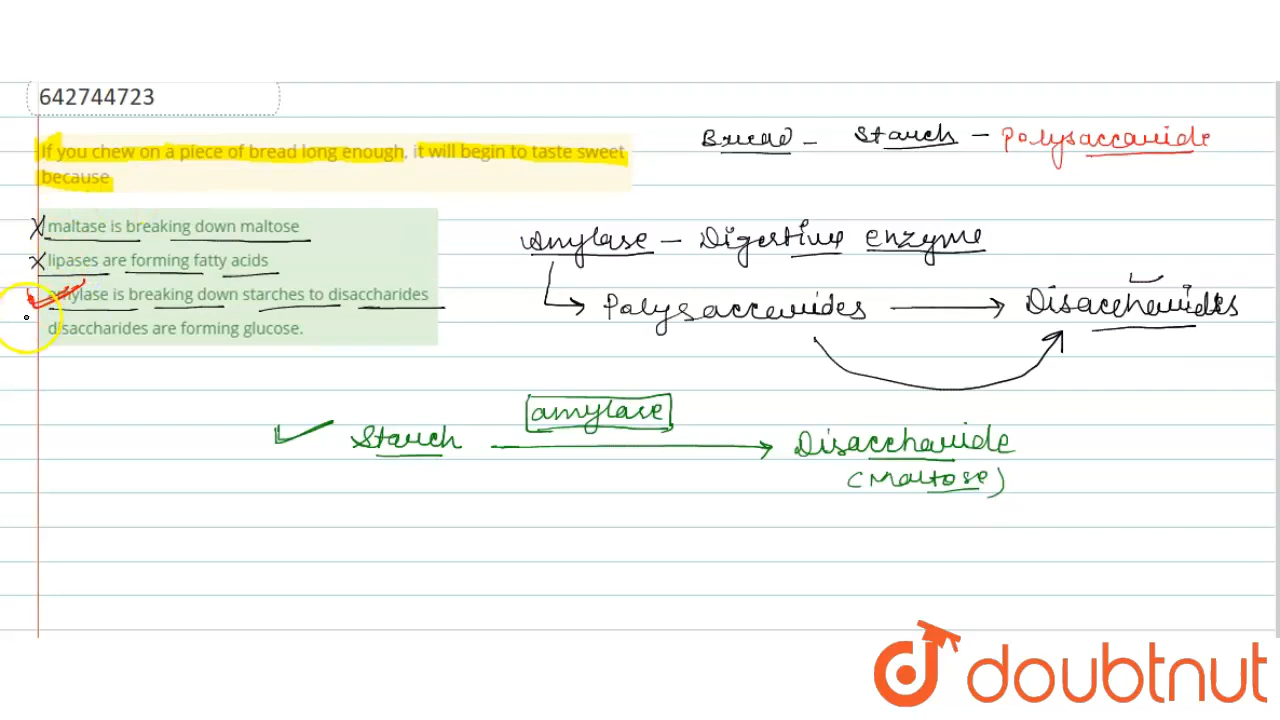 642744723
If you chew on a piece of bread long enough, it will begin to taste sweet
because
Bread - Starch - Polysaccaride
maltase is breaking down maltose
lipases are forming fatty acids
amylase is breaking down starches to disaccharides
disaccharides are forming glucose.
Amylase - Digestive enzyme
Polysaccarides → Disaccharides
amylase
Starch → Disaccharide
(Maltose)
doubtnut